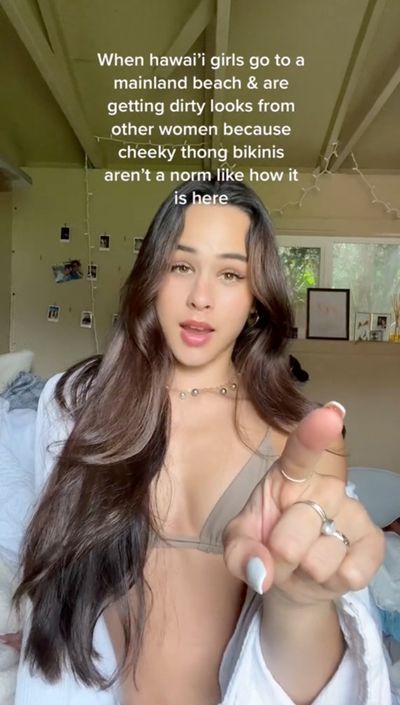 When hawai’i girls go to a
mainland beach & are
getting dirty looks from
other women because
cheeky thong bikinis
aren’t a norm like how it
is here